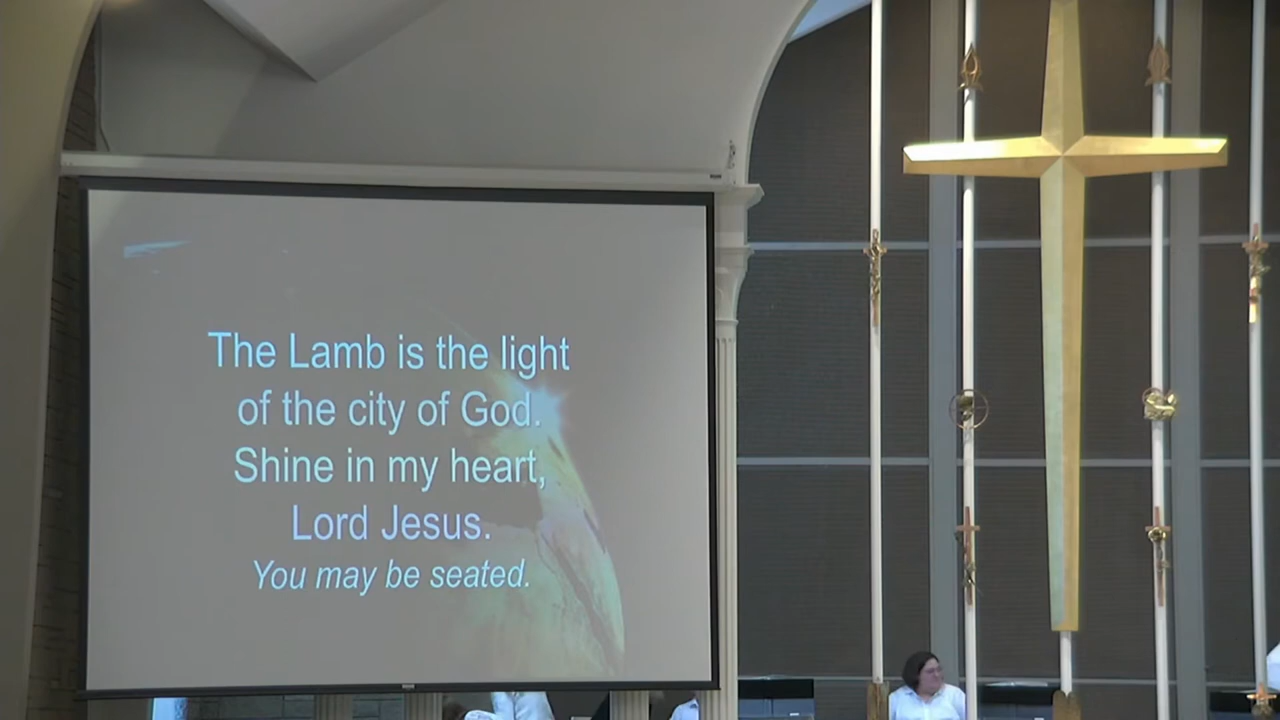 The Lamb is the light
of the city of God.
Shine in my heart,
Lord Jesus.
You may be seated.